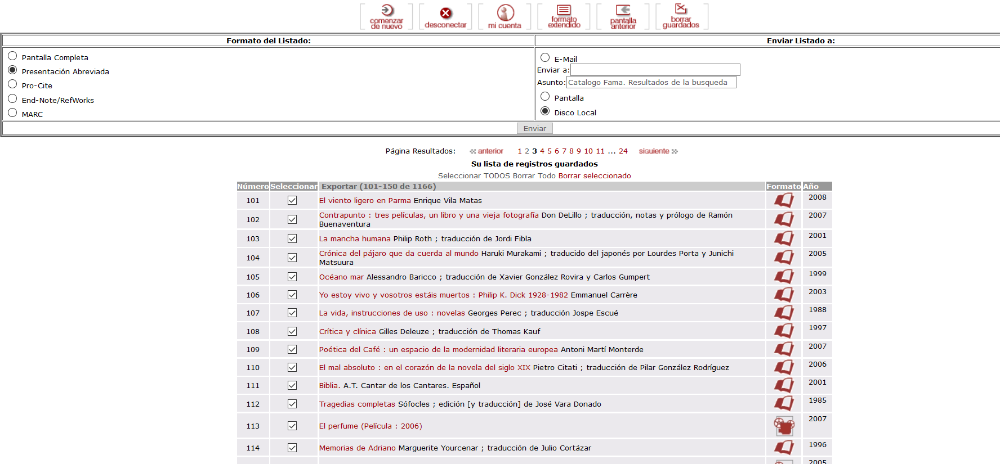 comenzar
de nuevo
desconectar
mi cuenta
formato
extendido
pantalla
anterior
borrar
guardados
Formato del Listado:
Enviar Listado a:
Pantalla Completa
Presentación Abreviada
Pro-Cite
End-Note/RefWorks
MARC
E-Mail
Enviar a:
Asunto: Catalogo Fama. Resultados de la busqueda
Pantalla
Disco Local
Enviar
Página Resultados: anterior 1 2 3 4 5 6 7 8 9 10 11 ... 24 siguiente
Su lista de registros guardados
Seleccionar TODOS Borrar Todo Borrar seleccionado
Número Seleccionar Exportar (101-150 de 1166) Formato Año
101 El viento ligero en Parma Enrique Vila Matas 2008
102 Contrapunto : tres películas, un libro y una vieja fotografía Don DeLillo ; traducción, notas y prólogo de Ramón 2007
Buenaventura
103 La mancha humana Philip Roth ; traducción de Jordi Fibla 2001
104 Crónica del pájaro que da cuerda al mundo Haruki Murakami ; traducido del japonés por Lourdes Porta y Junichi 2005
Matsuura
105 Océano mar Alessandro Baricco ; traducción de Xavier González Rovira y Carlos Gumpert 1999
106 Yo estoy vivo y vosotros estáis muertos : Philip K. Dick 1928-1982 Emmanuel Carrère 2003
107 La vida, instrucciones de uso : novelas Georges Perec ; traducción Jospe Escué 1988
108 Crítica y clínica Gilles Deleuze ; traducción de Thomas Kauf 1997
109 Poética del Café : un espacio de la modernidad literaria europea Antoni Martí Monterde 2007
110 El mal absoluto : en el corazón de la novela del siglo XIX Pietro Citati ; traducción de Pilar González Rodríguez 2006
111 Biblia. A.T. Cantar de los Cantares. Español 2001
112 Tragedias completas Sófocles ; edición [y traducción] de José Vara Donado 1985
113 El perfume (Película : 2006) 2007
114 Memorias de Adriano Marguerite Yourcenar ; traducción de Julio Cortázar 1996
2005